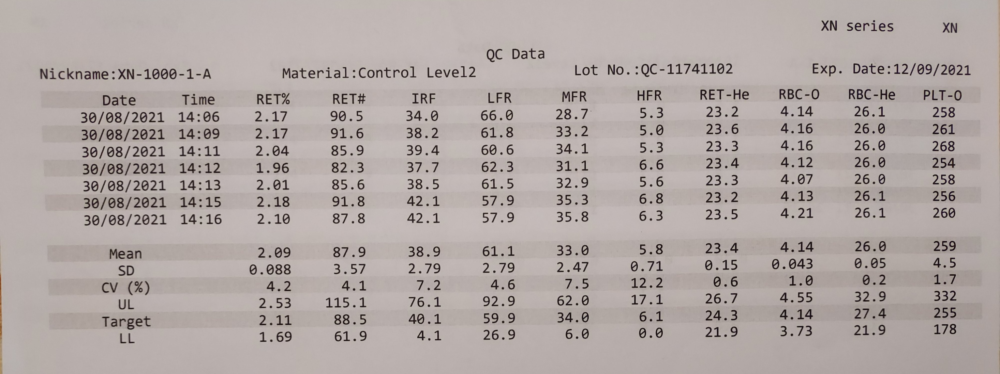 XN series XN
QC Data
Nickname:XN-1000-1-A Material:Control Level2 Lot No.:QC-11741102 Exp. Date:12/09/2021
Date Time RET% RET# IRF LFR MFR HFR RET-He RBC-O RBC-He PLT-O
30/08/2021 14:06 2.17 90.5 34.0 66.0 28.7 5.3 23.2 4.14 26.1 258
30/08/2021 14:09 2.17 91.6 38.2 61.8 33.2 5.0 23.6 4.16 26.0 261
30/08/2021 14:11 2.04 85.9 39.4 60.6 34.1 5.3 23.3 4.16 26.0 268
30/08/2021 14:12 1.96 82.3 37.7 62.3 31.1 6.6 23.4 4.12 26.0 254
30/08/2021 14:13 2.01 85.6 38.5 61.5 32.9 5.6 23.3 4.07 26.0 258
30/08/2021 14:15 2.18 91.8 42.1 57.9 35.3 6.8 23.2 4.13 26.1 256
30/08/2021 14:16 2.10 87.8 42.1 57.9 35.8 6.3 23.5 4.21 26.1 260
Mean 2.09 87.9 38.9 61.1 33.0 5.8 23.4 4.14 26.0 259
SD 0.088 3.57 2.79 2.79 2.47 0.71 0.15 0.043 0.05 4.5
CV (%) 4.2 4.1 7.2 4.6 7.5 12.2 0.6 1.0 0.2 1.7
UL 2.53 115.1 76.1 92.9 62.0 17.1 26.7 4.55 32.9 332
Target 2.11 88.5 40.1 59.9 34.0 6.1 24.3 4.14 27.4 255
LL 1.69 61.9 4.1 26.9 6.0 0.0 21.9 3.73 21.9 178